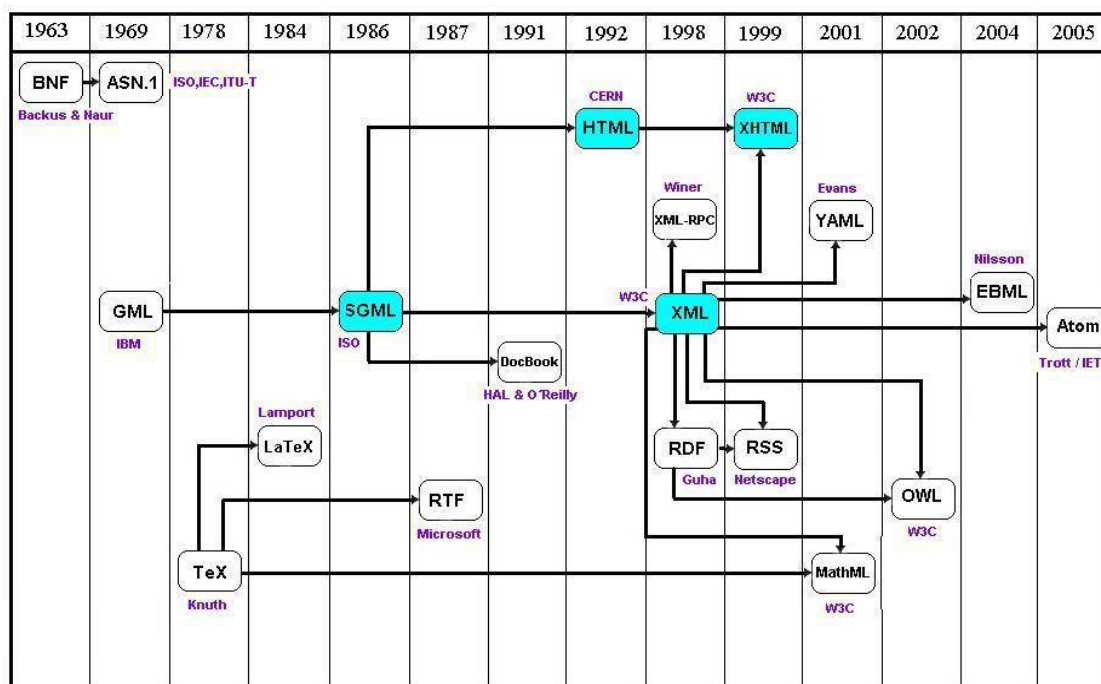 1963 1969 1978 1984 1986 1987 1991 1992 1998 1999 2001 2002 2004 2005
BNF ASN.1 ISO,IEC,ITU-T
Backus & Naur
CERN W3C
HTML XHTML
Winer Evans
XML-RPC YAML
Nilsson
EBML
W3C
GML SGML XML
IBM ISO
Atom
DocBook
Trott / IET
HAL & O´Reilly
Lamport
LaTeX RDF RSS
Guha Netscape
RTF OWL
Microsoft W3C
TeX MathML
Knuth W3C